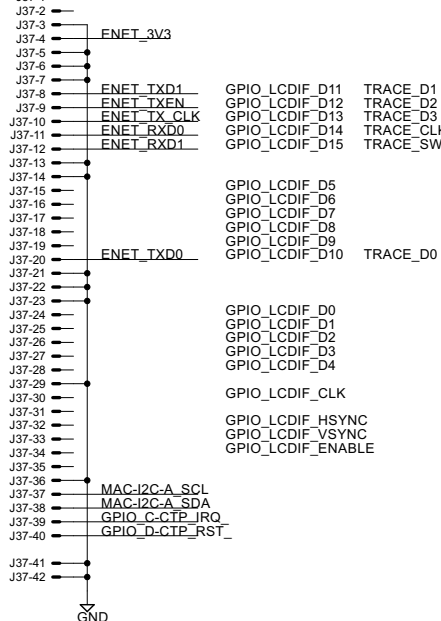 J37-2
J37-3
J37-4 ENET_3V3
J37-5
J37-6
J37-7
J37-8 ENET_TXD1 GPIO_LCDIF_D11 TRACE_D1
J37-9 ENET_TXEN GPIO_LCDIF_D12 TRACE_D2
J37-10 ENET_TX_CLK GPIO_LCDIF_D13 TRACE_D3
J37-11 ENET_RXD0 GPIO_LCDIF_D14 TRACE_CLK
J37-12 ENET_RXD1 GPIO_LCDIF_D15 TRACE_SW
J37-13
J37-14
J37-15 GPIO_LCDIF_D5
J37-16 GPIO_LCDIF_D6
J37-17 GPIO_LCDIF_D7
J37-18 GPIO_LCDIF_D8
J37-19 GPIO_LCDIF_D9
J37-20 ENET_TXD0 GPIO_LCDIF_D10 TRACE_D0
J37-21
J37-22
J37-23
J37-24 GPIO_LCDIF_D0
J37-25 GPIO_LCDIF_D1
J37-26 GPIO_LCDIF_D2
J37-27 GPIO_LCDIF_D3
J37-28 GPIO_LCDIF_D4
J37-29
J37-30 GPIO_LCDIF_CLK
J37-31
J37-32 GPIO_LCDIF_HSYNC
J37-33 GPIO_LCDIF_VSYNC
J37-34 GPIO_LCDIF_ENABLE
J37-35
J37-36
J37-37 MAC-I2C-A_SCL
J37-38 MAC-I2C-A_SDA
J37-39 GPIO_C-CTP_IRQ_
J37-40 GPIO_D-CTP_RST_
J37-41
J37-42
GND